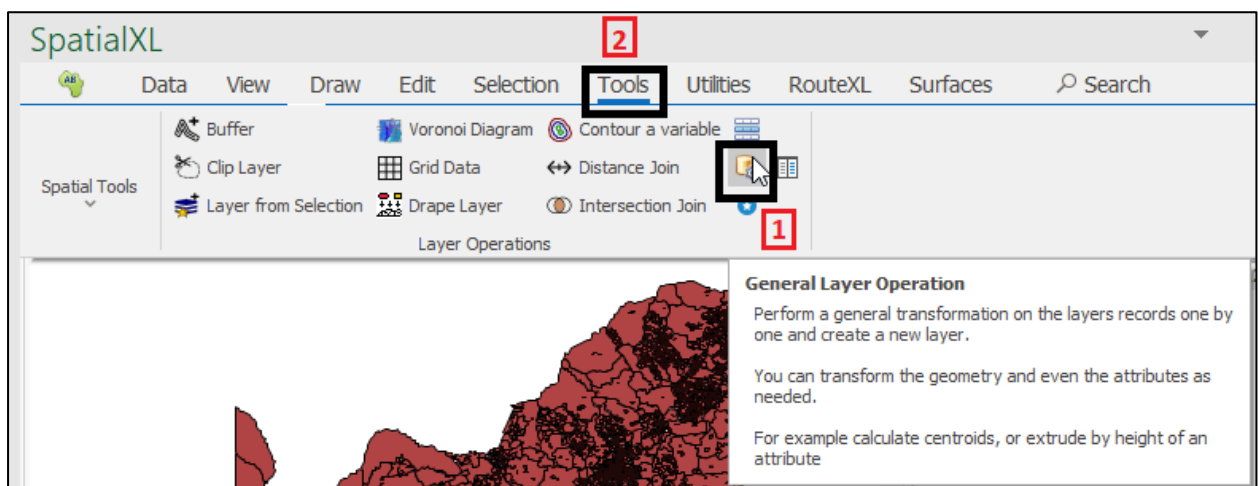 SpatialXL
2
AB
Data View Draw Edit Selection Tools Utilities RouteXL Surfaces Search
Buffer Voronoi Diagram Contour a variable
Clip Layer Grid Data Distance Join
Spatial Tools
Layer from Selection Drape Layer Intersection Join
1
Layer Operations
General Layer Operation
Perform a general transformation on the layers records one by
one and create a new layer.
You can transform the geometry and even the attributes as
needed.
For example calculate centroids, or extrude by height of an
attribute